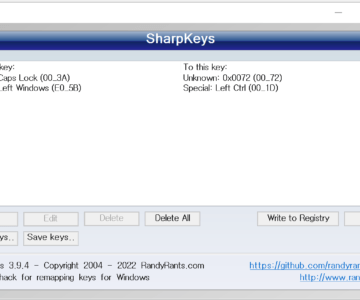 SharpKeys
key: To this key:
Caps Lock (00_3A) Unknown: 0x0072 (00_72)
Left Windows (E0_5B) Special: Left Ctrl (00_1D)
Edit Delete Delete All Write to Registry
ys.. Save keys..
s 3.9.4 - Copyright 2004 - 2022 RandyRants.com https://github.com/randyra
hack for remapping keys for Windows http://www.ran